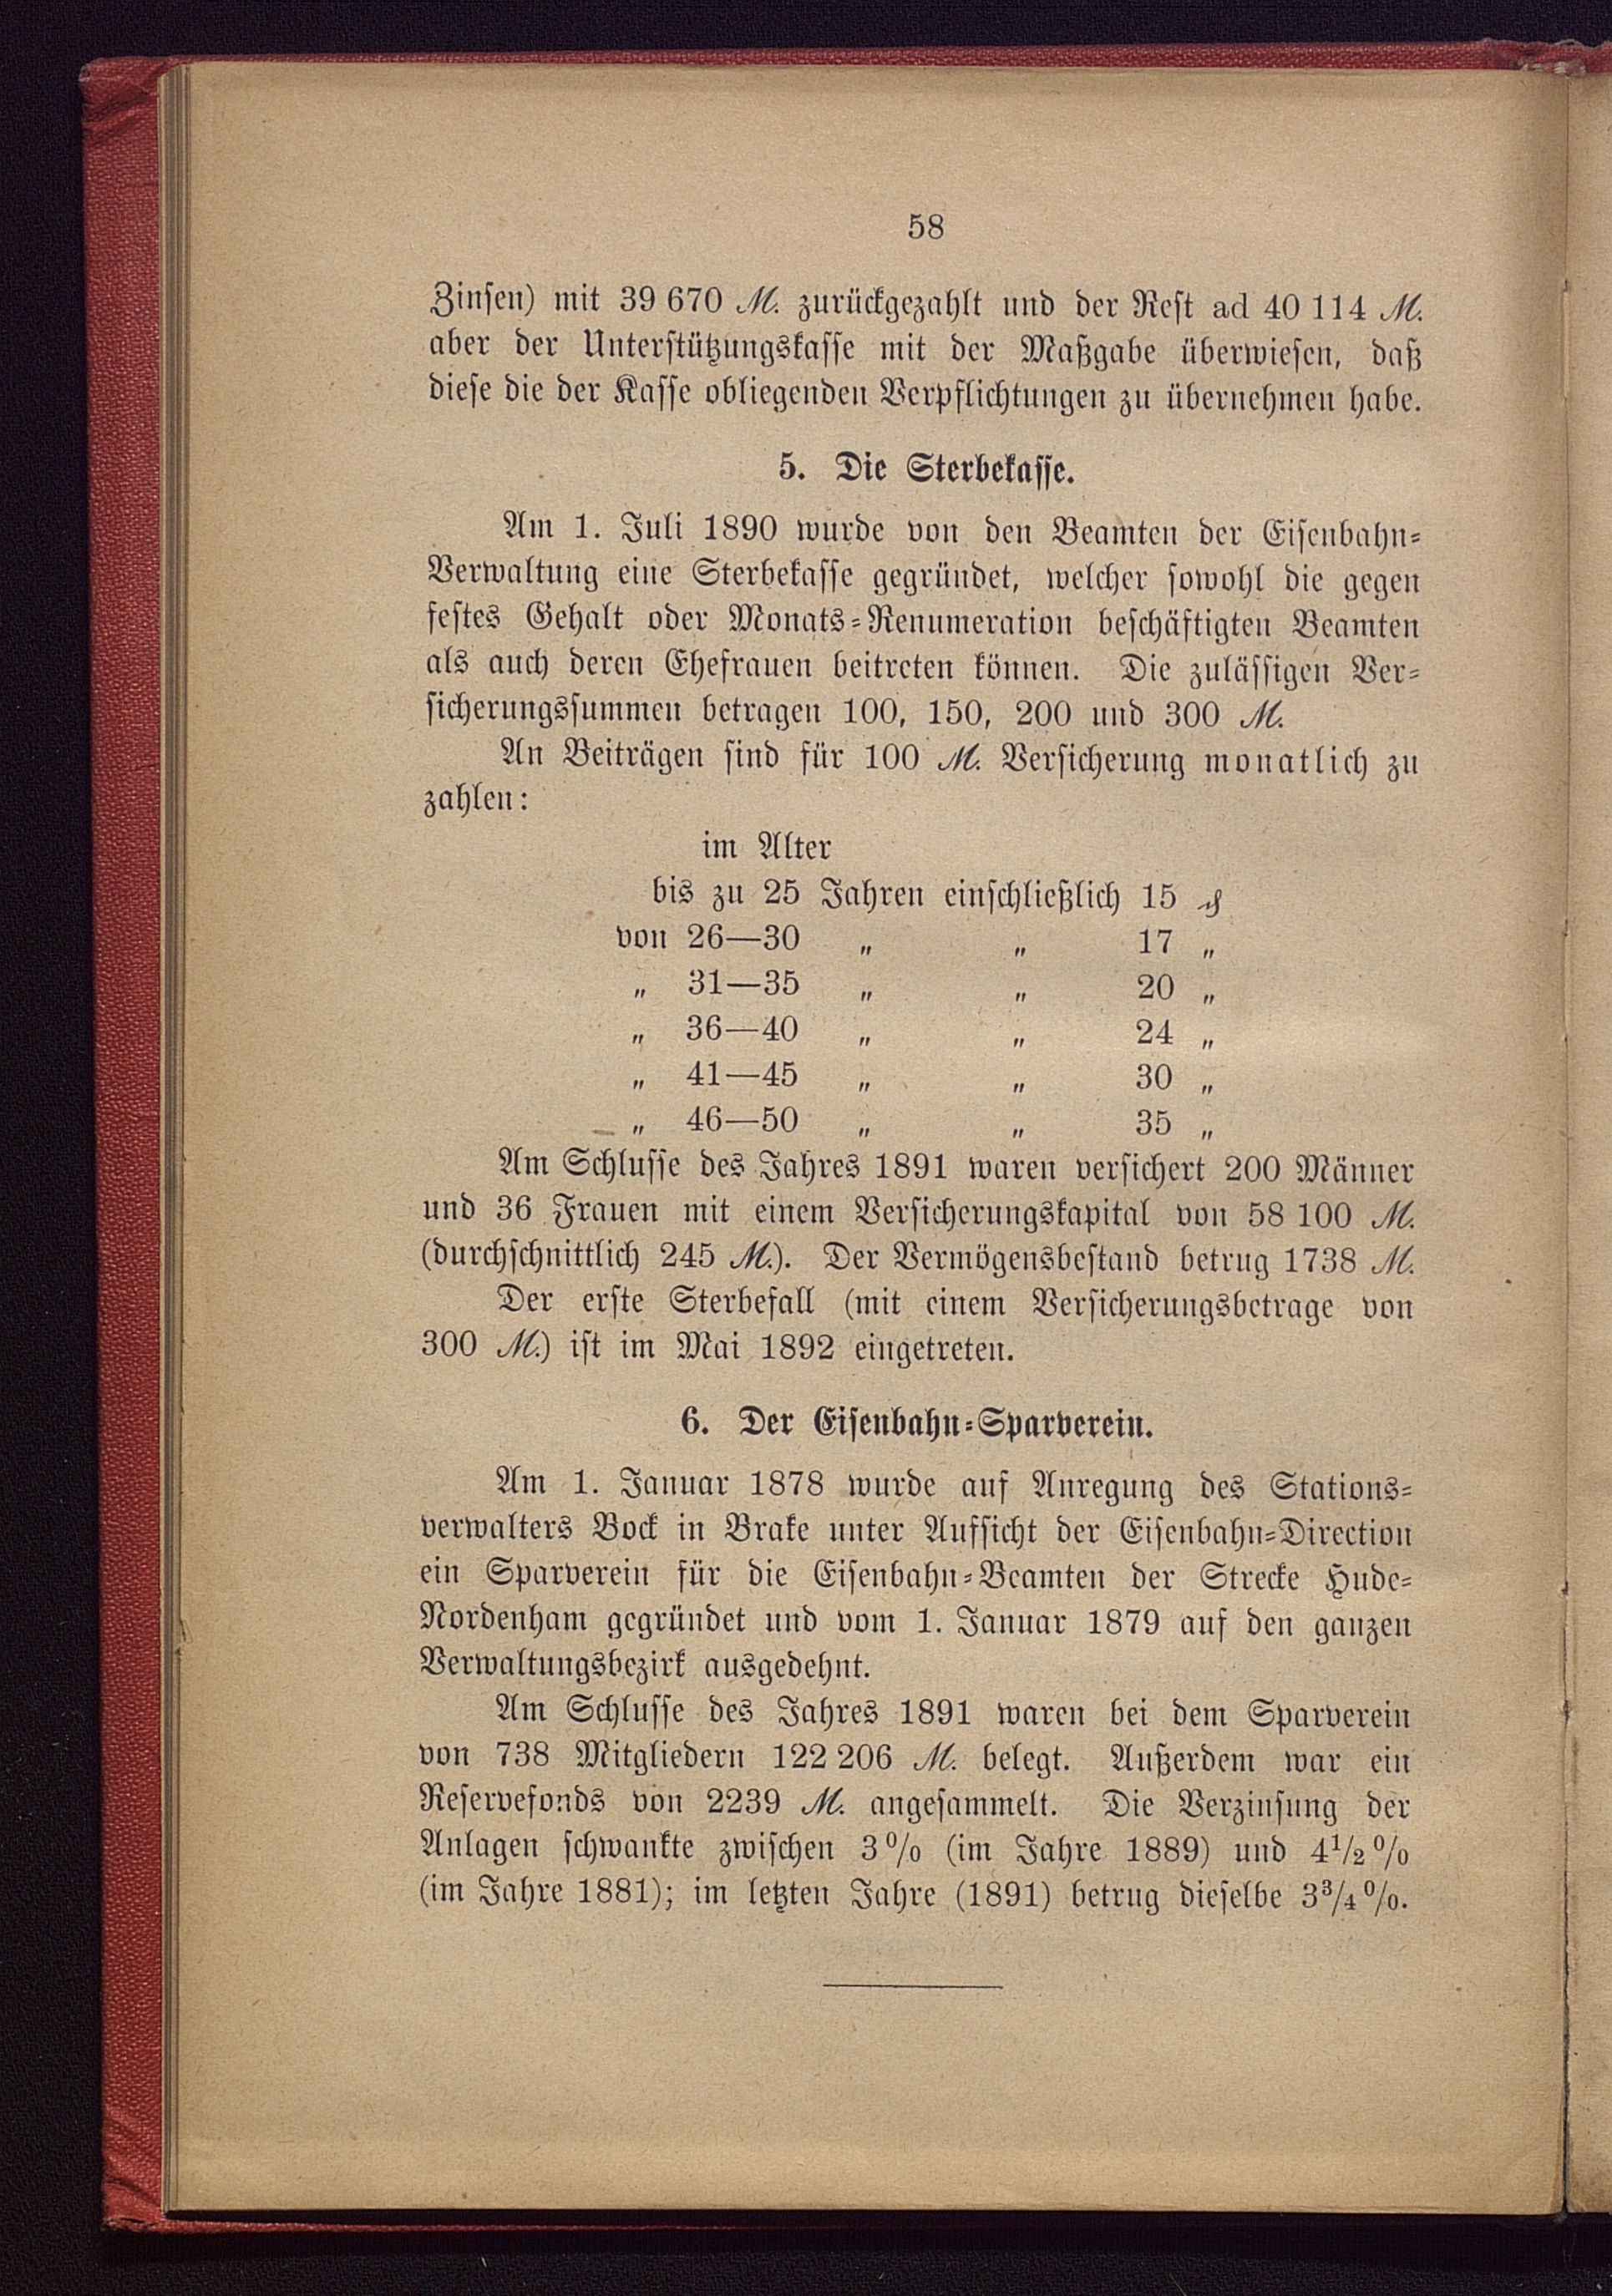 58
Zinsen) mit 39 670 ℳ. zurückgezahlt und der Rest ad 40 114 ℳ.
aber der Unterstützungskasse mit der Maßgabe überwiesen, daß
diese die der Kasse obliegenden Verpflichtungen zu übernehmen habe.
5. Die Sterbekasse.
Am 1. Juli 1890 wurde von den Beamten der Eisenbahn-
Verwaltung eine Sterbekasse gegründet, welcher sowohl die gegen
festes Gehalt oder Monats-Renumeration beschäftigten Beamten
als auch deren Ehefrauen beitreten können. Die zulässigen Ver-
sicherungssummen betragen 100, 150, 200 und 300 ℳ.
An Beiträgen sind für 100 ℳ. Versicherung monatlich zu
zahlen:
im Alter
bis zu 25 Jahren einschließlich 15 ₰
von 26—30 „ „ 17 „
„ 31—35 „ „ 20 „
„ 36—40 „ „ 24 „
„ 41—45 „ „ 30 „
„ 46—50 „ „ 35 „
Am Schlusse des Jahres 1891 waren versichert 200 Männer
und 36 Frauen mit einem Versicherungskapital von 58 100 ℳ.
(durchschnittlich 245 ℳ.). Der Vermögensbestand betrug 1738 ℳ.
Der erste Sterbefall (mit einem Versicherungsbetrage von
300 ℳ.) ist im Mai 1892 eingetreten.
6. Der Eisenbahn-Sparverein.
Am 1. Januar 1878 wurde auf Anregung des Stations-
verwalters Bock in Brake unter Aufsicht der Eisenbahn-Direction
ein Sparverein für die Eisenbahn-Beamten der Strecke Hude-
Nordenham gegründet und vom 1. Januar 1879 auf den ganzen
Verwaltungsbezirk ausgedehnt.
Am Schlusse des Jahres 1891 waren bei dem Sparverein
von 738 Mitgliedern 122 206 ℳ. belegt. Außerdem war ein
Reservefonds von 2239 ℳ. angesammelt. Die Verzinsung der
Anlagen schwankte zwischen 3 % (im Jahre 1889) und 4½ %
(im Jahre 1881); im letzten Jahre (1891) betrug dieselbe 3¾ %.